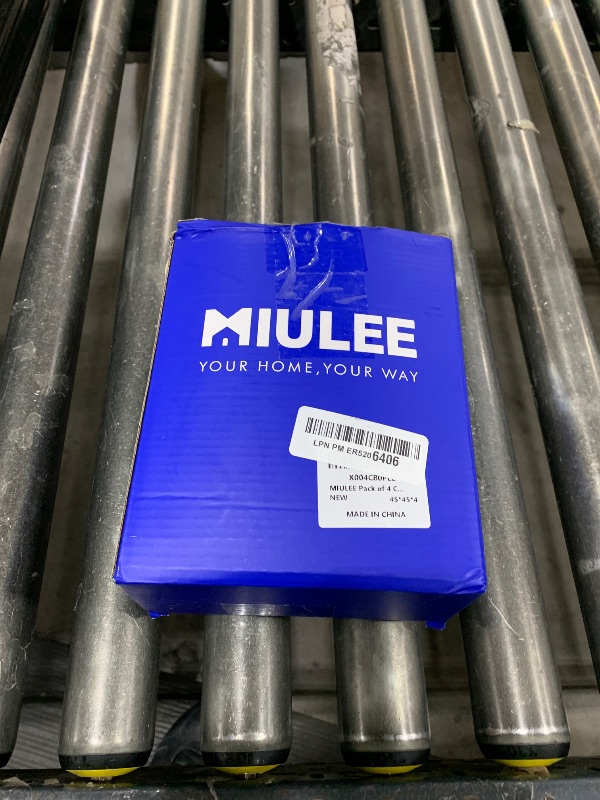 MIULEE
YOUR HOME, YOUR WAY
LPN PM ER5206406
MIULEE Pack of 4 C...
NEW 45*45*4
MADE IN CHINA